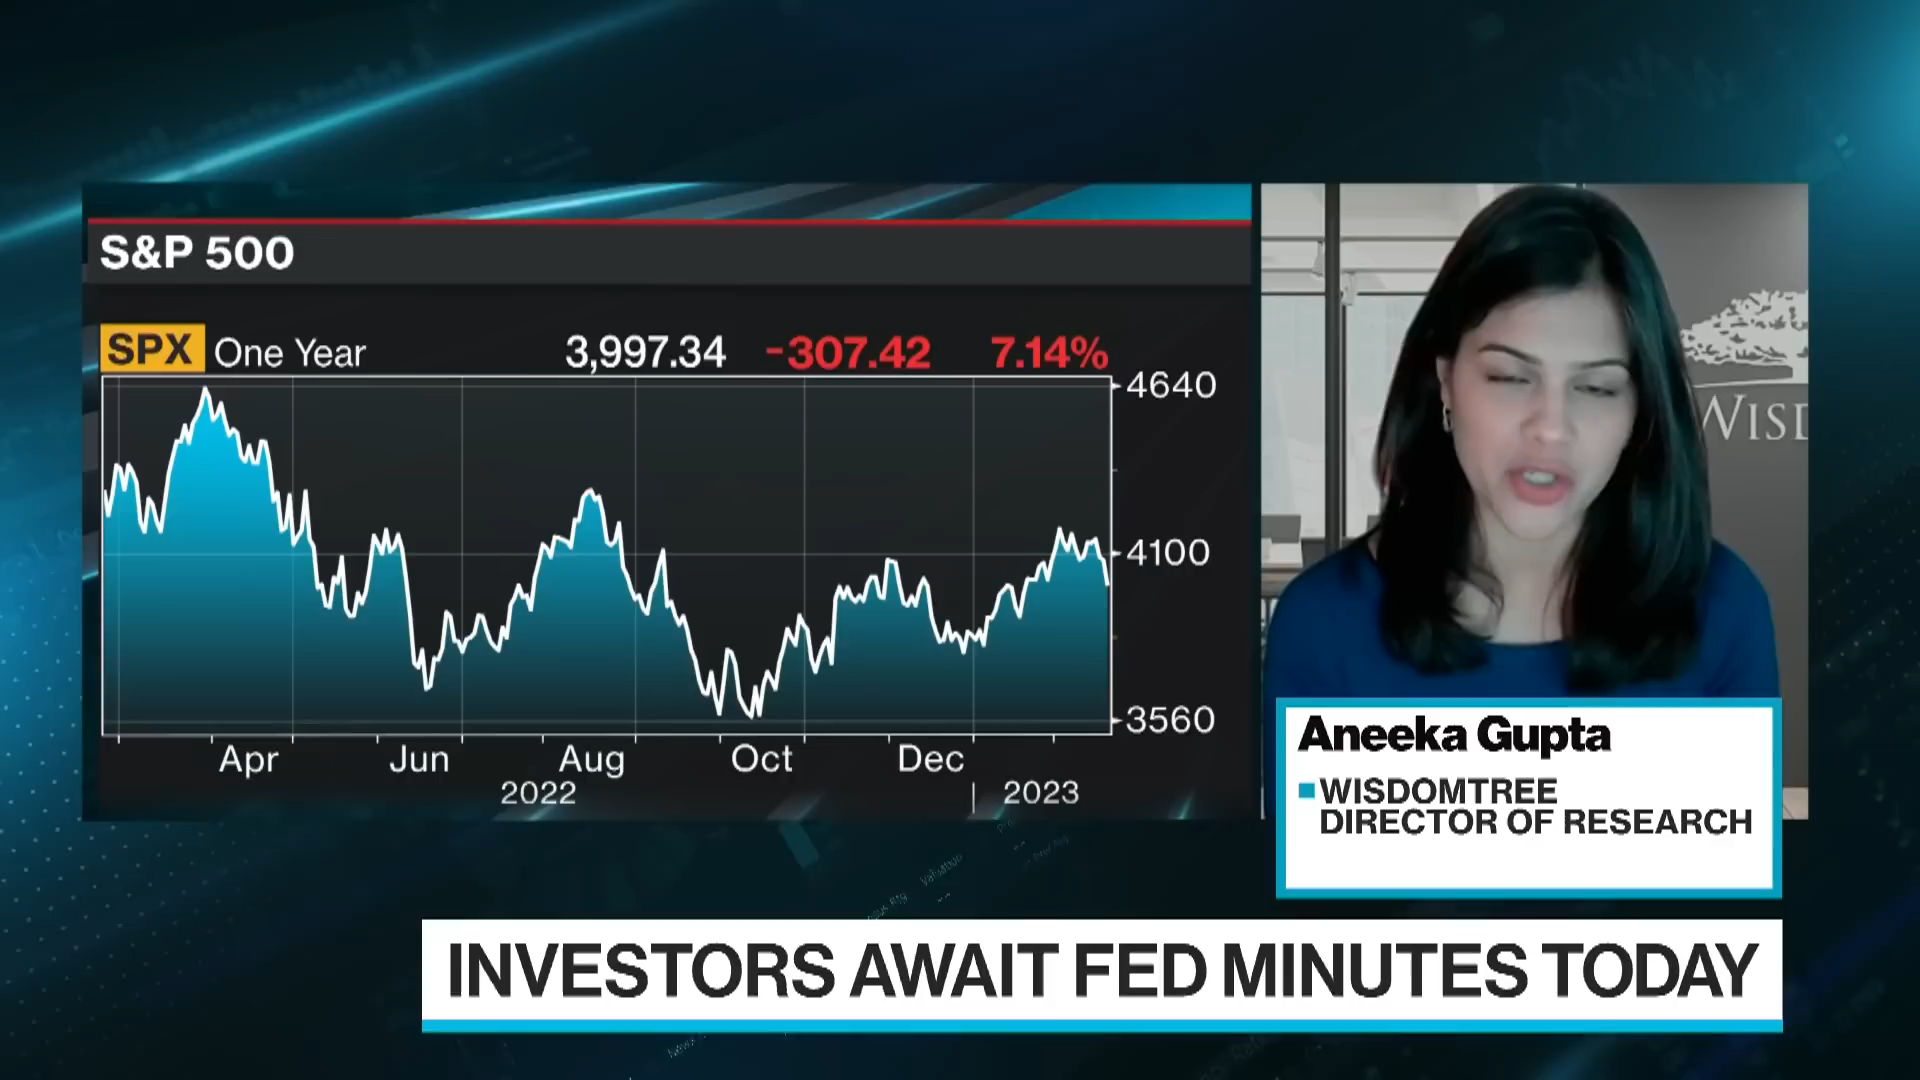 S&P 500
SPX One Year 3,997.34 -307.42 7.14%
4640
4100
3560
Apr Jun Aug Oct Dec
2022 2023
WISD
Aneeka Gupta
WISDOMTREE
DIRECTOR OF RESEARCH
INVESTORS AWAIT FED MINUTES TODAY